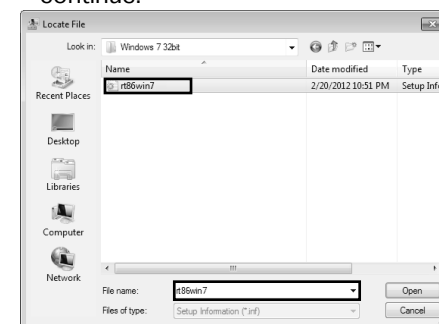 continue.
Locate File
Look in: Windows 7 32bit
Name Date modified Type
rt86win7 2/20/2012 10:51 PM Setup Inf
Recent Places
Desktop
Libraries
Computer
Network
File name: rt86win7 Open
Files of type: Setup Information (*.inf) Cancel